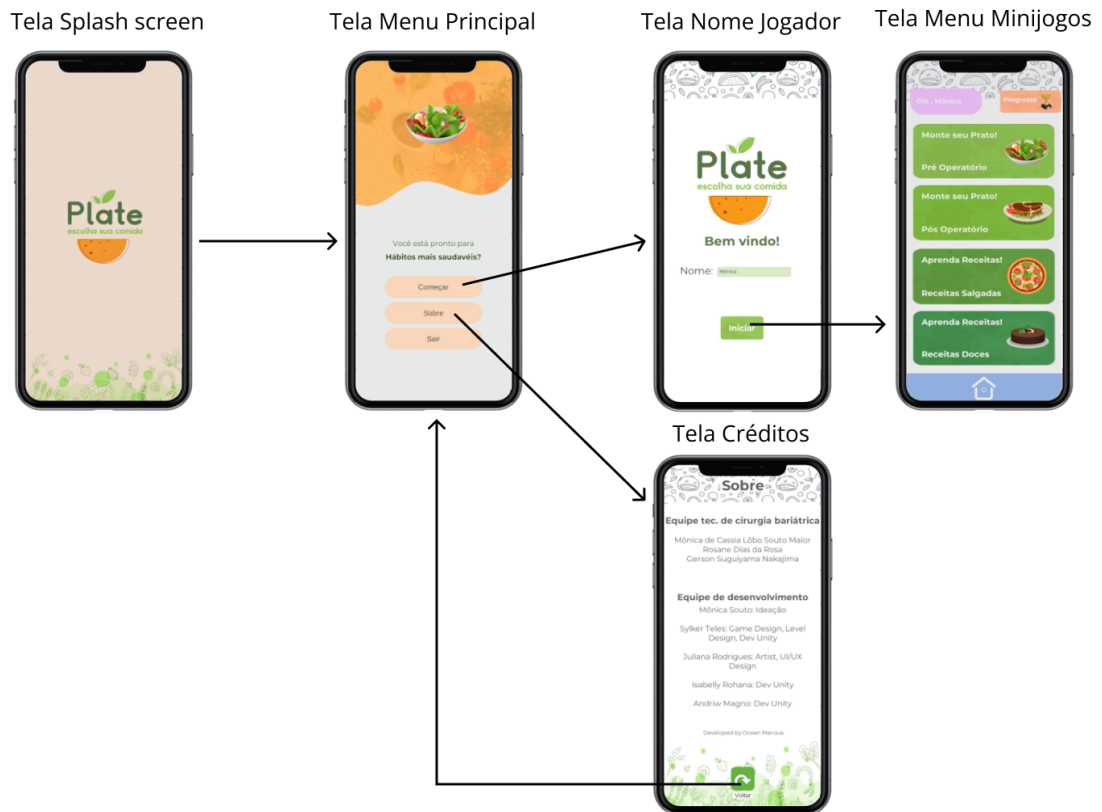 Tela Splash screen
Tela Menu Principal
Tela Nome Jogador
Tela Menu Minijogos
Plate
escolha sua comida
Você está pronto para
Hábitos mais saudavéis?
Começar
Sobre
Sair
Plate
escolha sua comida
Bem vindo!
Nome: Mônica
Iniciar
Olá , Mônica
Progresso
Monte seu Prato!
Pré Operatório
Monte seu Prato!
Pós Operatório
Aprenda Receitas!
Receitas Salgadas
Aprenda Receitas!
Receitas Doces
Tela Créditos
Sobre
Equipe tec. de cirurgia bariátrica
Mônica de Cassia Lôbo Souto Maior
Rosane Dias da Rosa
Gerson Suguiyama Nakajima
Equipe de desenvolvimento
Mônica Souto: Ideação
Sylker Teles: Game Design, Level
Design, Dev Unity
Juliana Rodrigues: Artist, UI/UX
Design
Isabelly Rohana: Dev Unity
Andriw Magno: Dev Unity
Developed by Ocean Manaus
Voltar